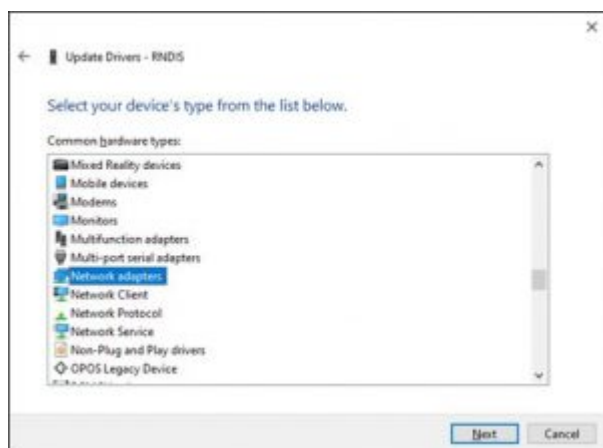 Update Drivers - RNDIS
Select your device's type from the list below.
Common hardware types:
Mixed Reality devices
Mobile devices
Modems
Monitors
Multifunction adapters
Multi-port serial adapters
Network adapters
Network Client
Network Protocol
Network Service
Non-Plug and Play drivers
OPOS Legacy Device
Next Cancel